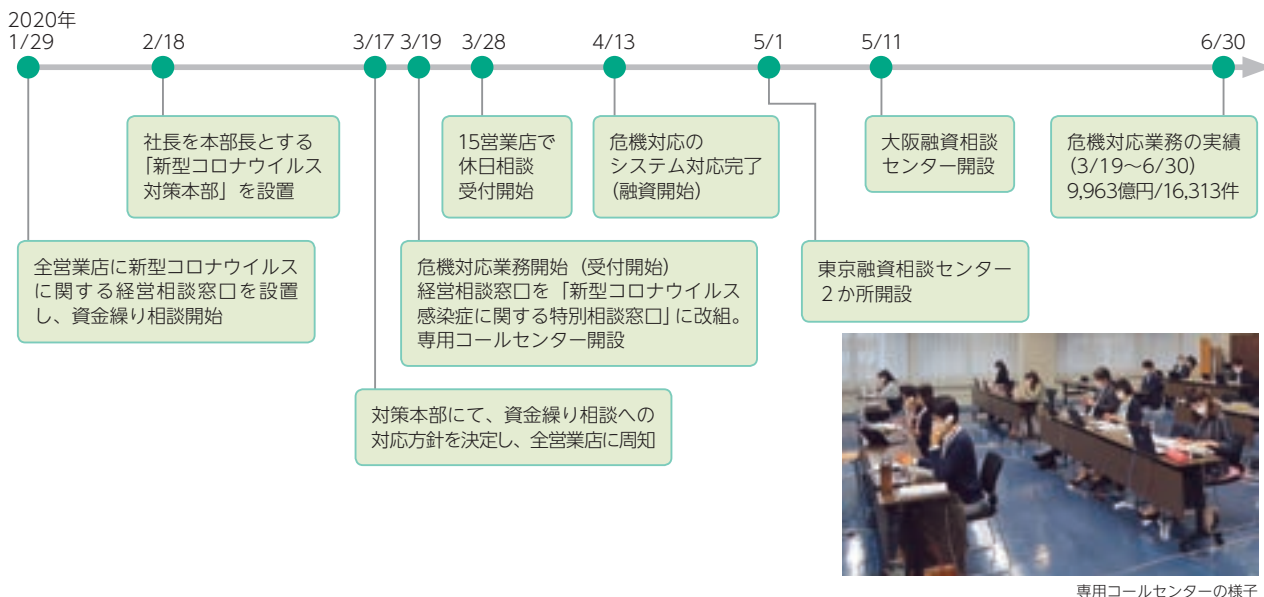 2020年
1/29
2/18
3/17
3/19
3/28
4/13
5/1
5/11
6/30
社長を本部長とする
「新型コロナウイルス
対策本部」を設置
15営業店で
休日相談
受付開始
危機対応の
システム対応完了
(融資開始)
大阪融資相談
センター開設
危機対応業務の実績
(3/19～6/30)
9,963億円/16,313件
全営業店に新型コロナウイルス
に関する経営相談窓口を設置
し、資金繰り相談開始
危機対応業務開始（受付開始）
経営相談窓口を「新型コロナウイルス
感染症に関する特別相談窓口」に改組。
専用コールセンター開設
東京融資相談センター
２か所開設
対策本部にて、資金繰り相談への
対応方針を決定し、全営業店に周知
専用コールセンターの様子